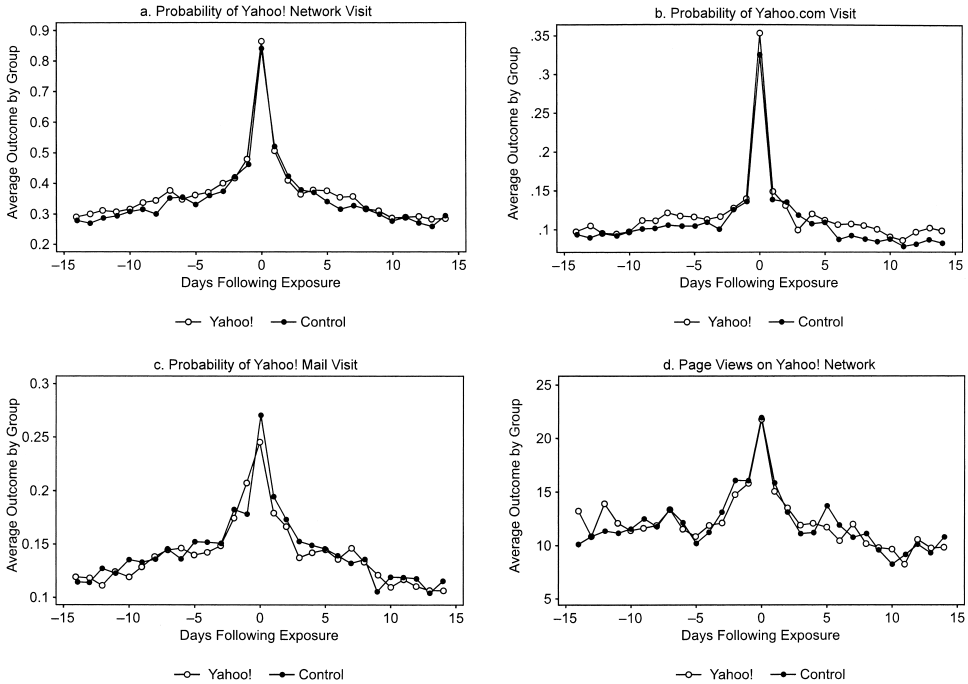 a. Probability of Yahoo! Network Visit
Average Outcome by Group
0.9
0.8
0.7
0.6
0.5
0.4
0.3
0.2
−15 −10 −5 0 5 10 15
Days Following Exposure
Yahoo! Control
b. Probability of Yahoo.com Visit
Average Outcome by Group
.35
.3
.25
.2
.15
.1
−15 −10 −5 0 5 10 15
Days Following Exposure
Yahoo! Control
c. Probability of Yahoo! Mail Visit
Average Outcome by Group
0.3
0.25
0.2
0.15
0.1
−15 −10 −5 0 5 10 15
Days Following Exposure
Yahoo! Control
d. Page Views on Yahoo! Network
Average Outcome by Group
25
20
15
10
5
−15 −10 −5 0 5 10 15
Days Following Exposure
Yahoo! Control